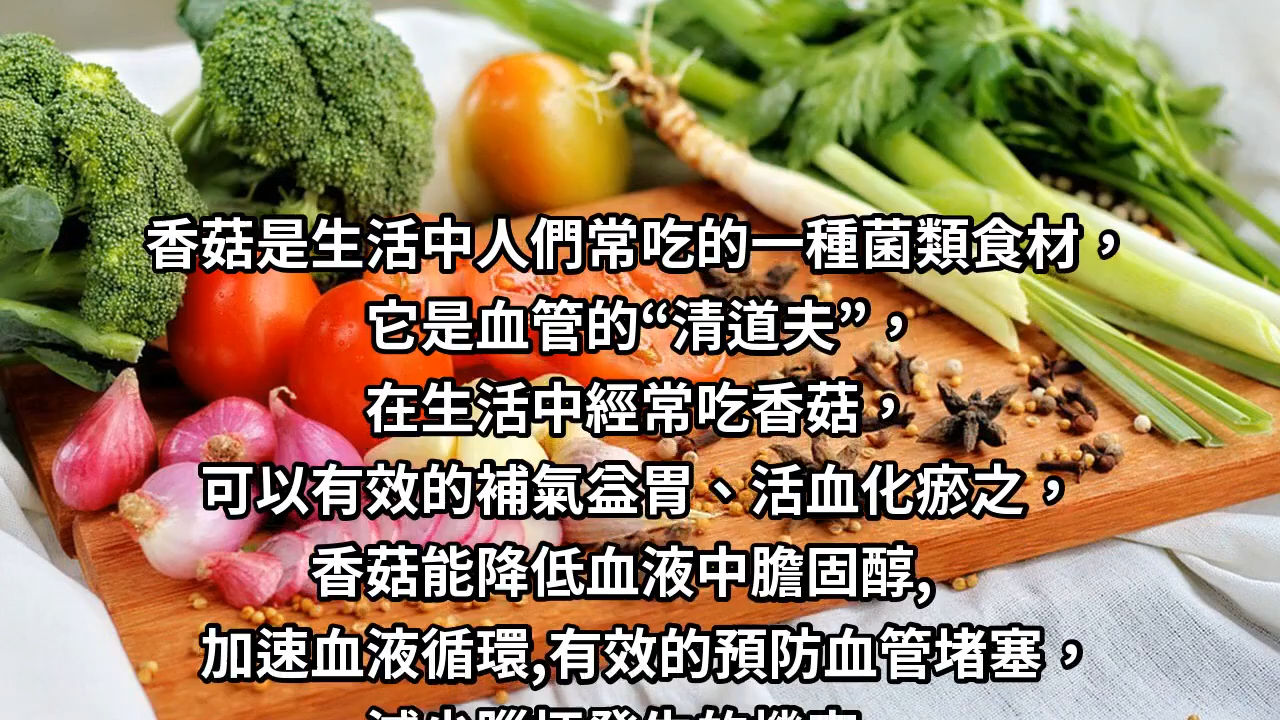 香菇是生活中人們常吃的一種菌類食材，
它是血管的“清道夫”，
在生活中經常吃香菇，
可以有效的補氣益胃、活血化瘀之，
香菇能降低血液中膽固醇,
加速血液循環,有效的預防血管堵塞，